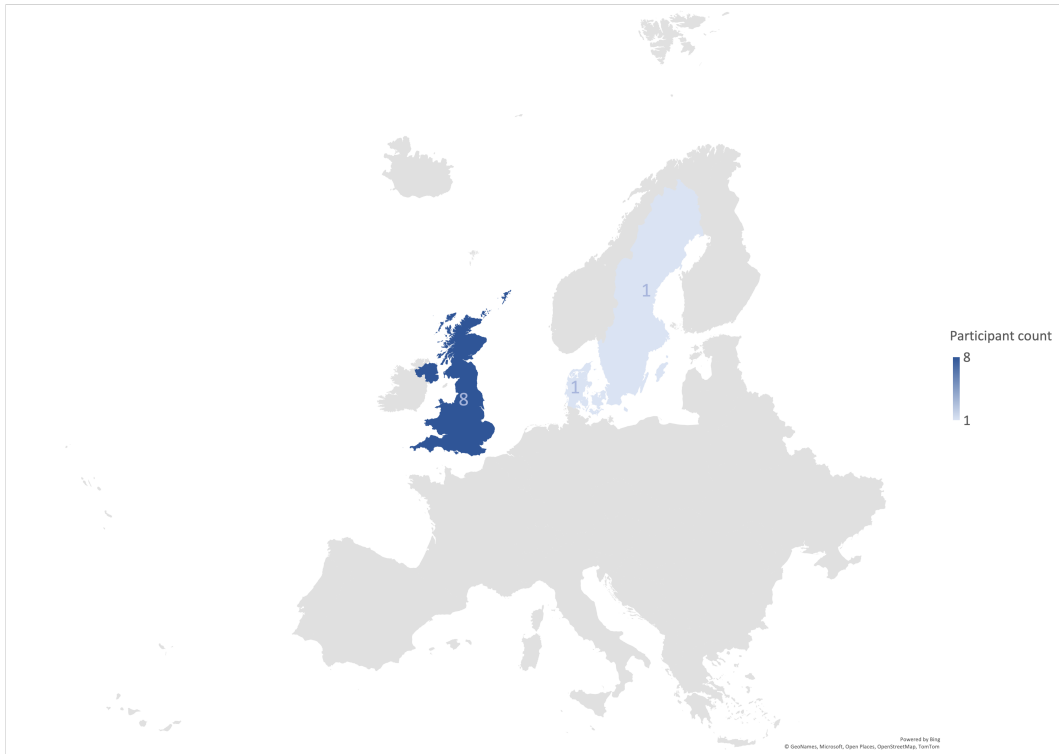 1
Participant count
8
1
8
1
Powered by Bing
© GeoNames, Microsoft, Open Places, OpenStreetMap, TomTom